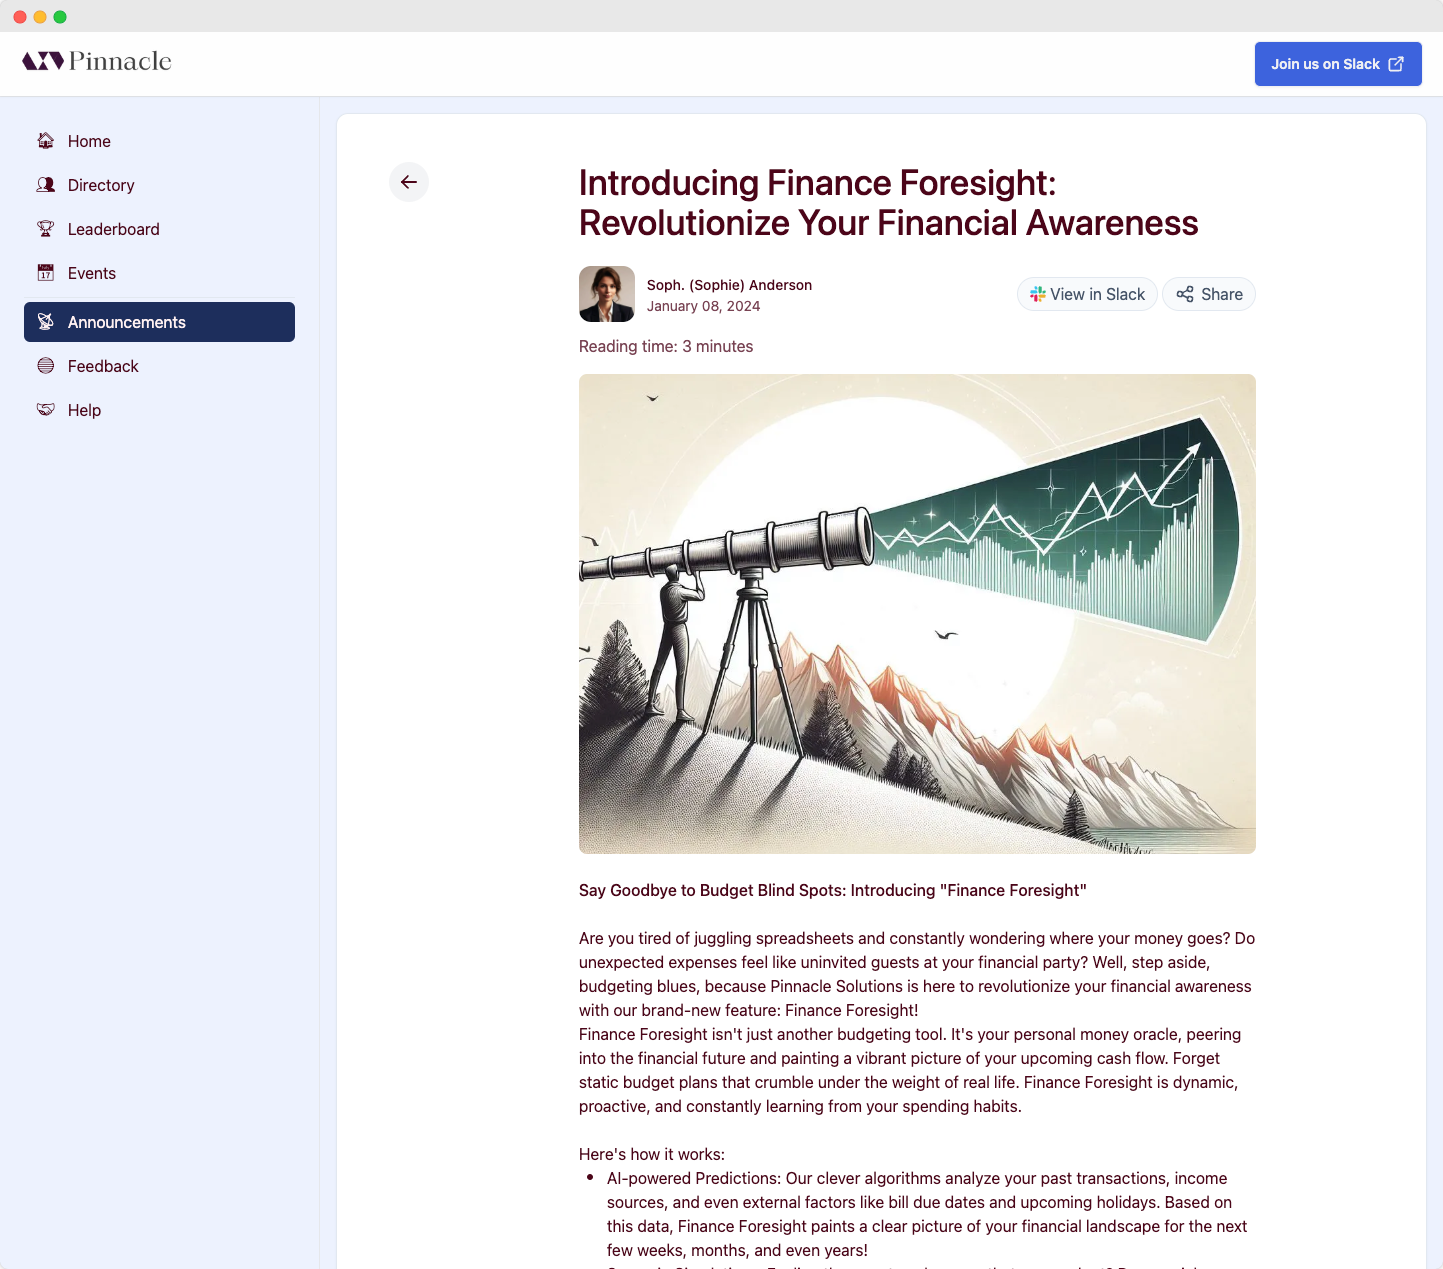 Pinnacle
Join us on Slack
Home
Directory
Leaderboard
17
Events
Announcements
Feedback
Help
Introducing Finance Foresight:
Revolutionize Your Financial Awareness
Soph. (Sophie) Anderson
January 08, 2024
View in Slack
Share
Reading time: 3 minutes
Say Goodbye to Budget Blind Spots: Introducing "Finance Foresight"
Are you tired of juggling spreadsheets and constantly wondering where your money goes? Do
unexpected expenses feel like uninvited guests at your financial party? Well, step aside,
budgeting blues, because Pinnacle Solutions is here to revolutionize your financial awareness
with our brand-new feature: Finance Foresight!
Finance Foresight isn't just another budgeting tool. It's your personal money oracle, peering
into the financial future and painting a vibrant picture of your upcoming cash flow. Forget
static budget plans that crumble under the weight of real life. Finance Foresight is dynamic,
proactive, and constantly learning from your spending habits.
Here's how it works:
• AI-powered Predictions: Our clever algorithms analyze your past transactions, income
sources, and even external factors like bill due dates and upcoming holidays. Based on
this data, Finance Foresight paints a clear picture of your financial landscape for the next
few weeks, months, and even years!